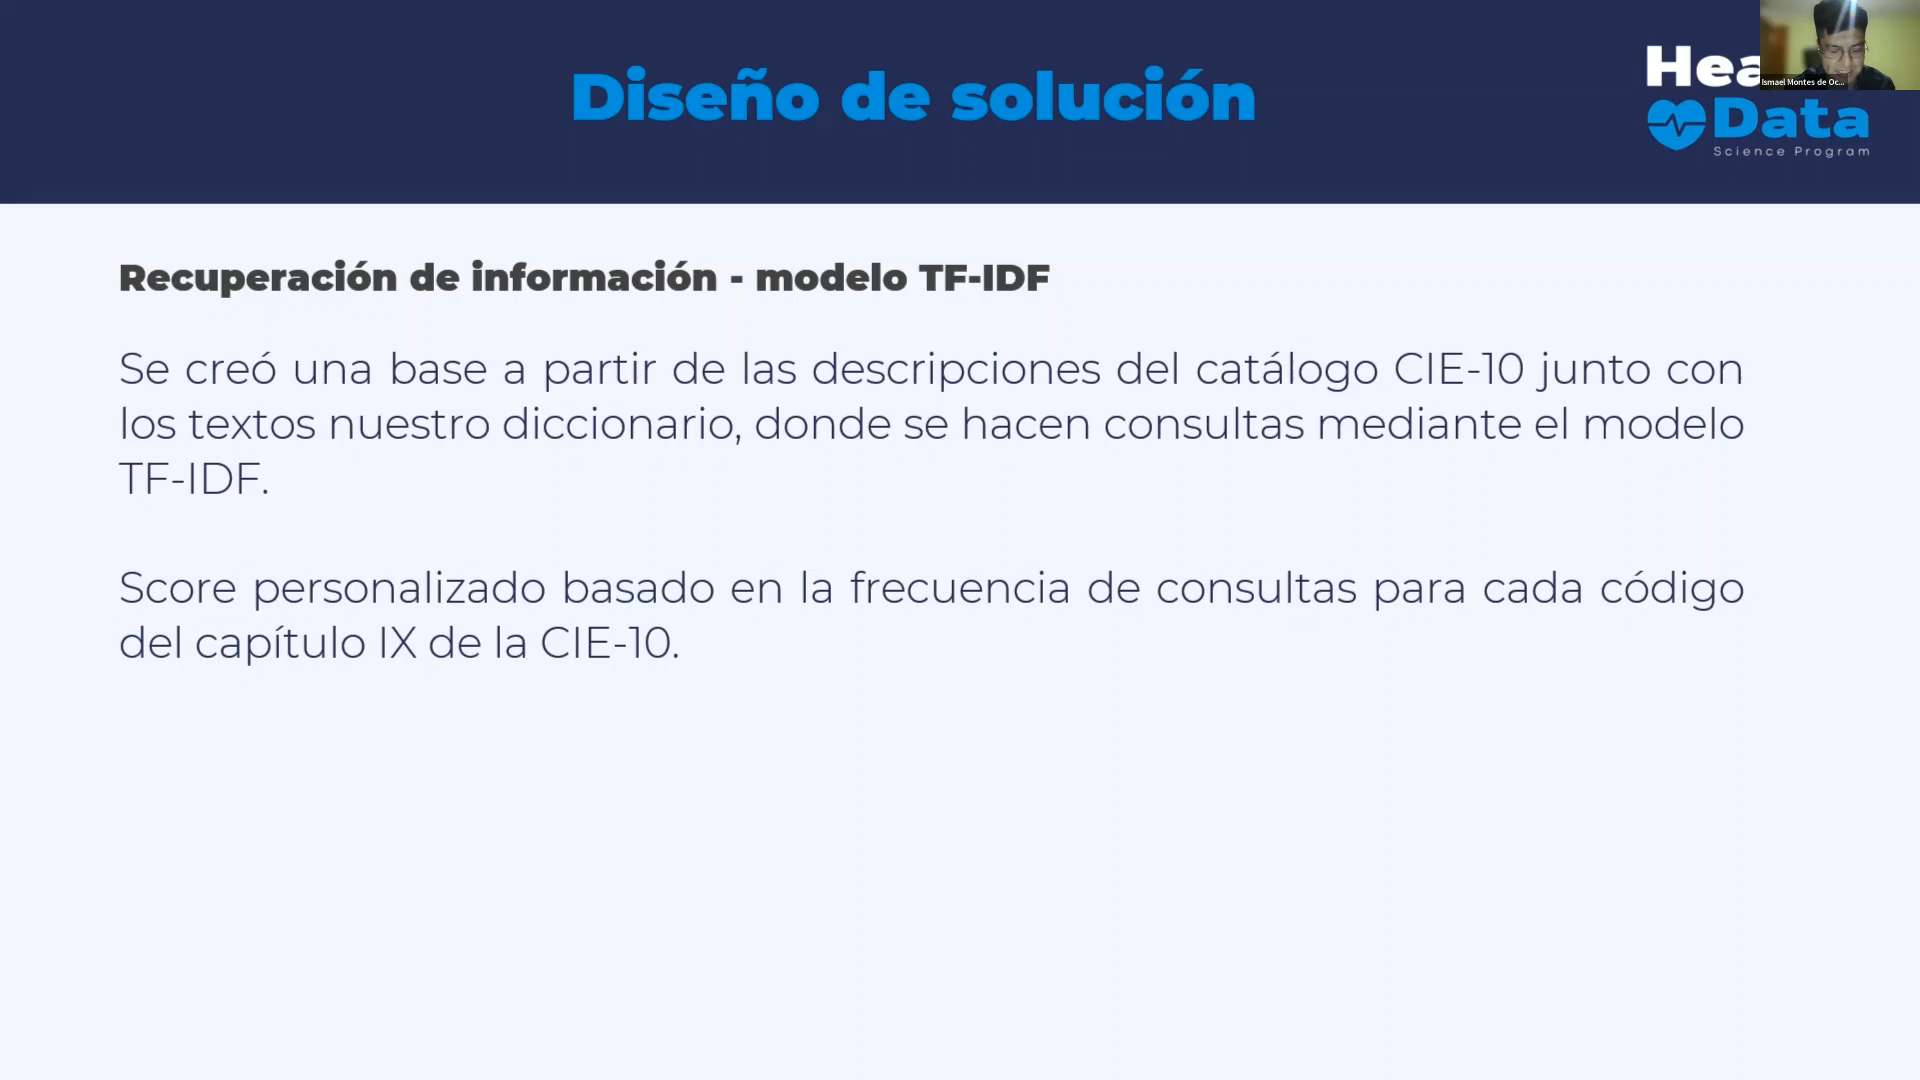 Diseño de solución
Hea
Data
Science Program
Ismael Montes de Oc...
Recuperación de información - modelo TF-IDF
Se creó una base a partir de las descripciones del catálogo CIE-10 junto con
los textos nuestro diccionario, donde se hacen consultas mediante el modelo
TF-IDF.
Score personalizado basado en la frecuencia de consultas para cada código
del capítulo IX de la CIE-10.